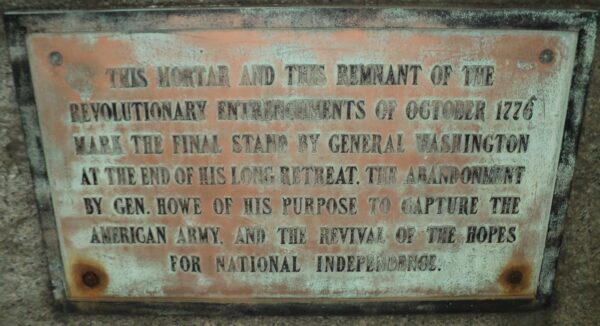 THIS MORTAR AND THIS REMNANT OF THE
REVOLUTIONARY ENTRENCHMENTS OF OCTOBER 1776
MARK THE FINAL STAND BY GENERAL WASHINGTON
AT THE END OF HIS LONG RETREAT. THE ABANDONMENT
BY GEN. HOWE OF HIS PURPOSE TO CAPTURE THE
AMERICAN ARMY, AND THE REVIVAL OF THE HOPES
FOR NATIONAL INDEPENDENCE.